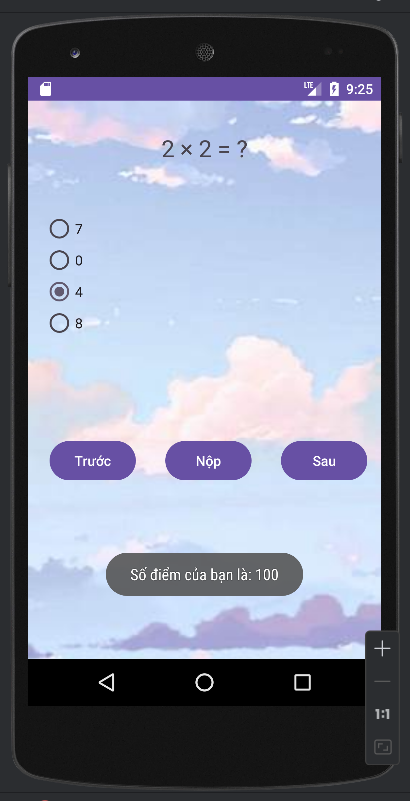 LTE 9:25
2 × 2 = ?
7
0
4
8
Trước Nộp Sau
Số điểm của bạn là: 100
1:1